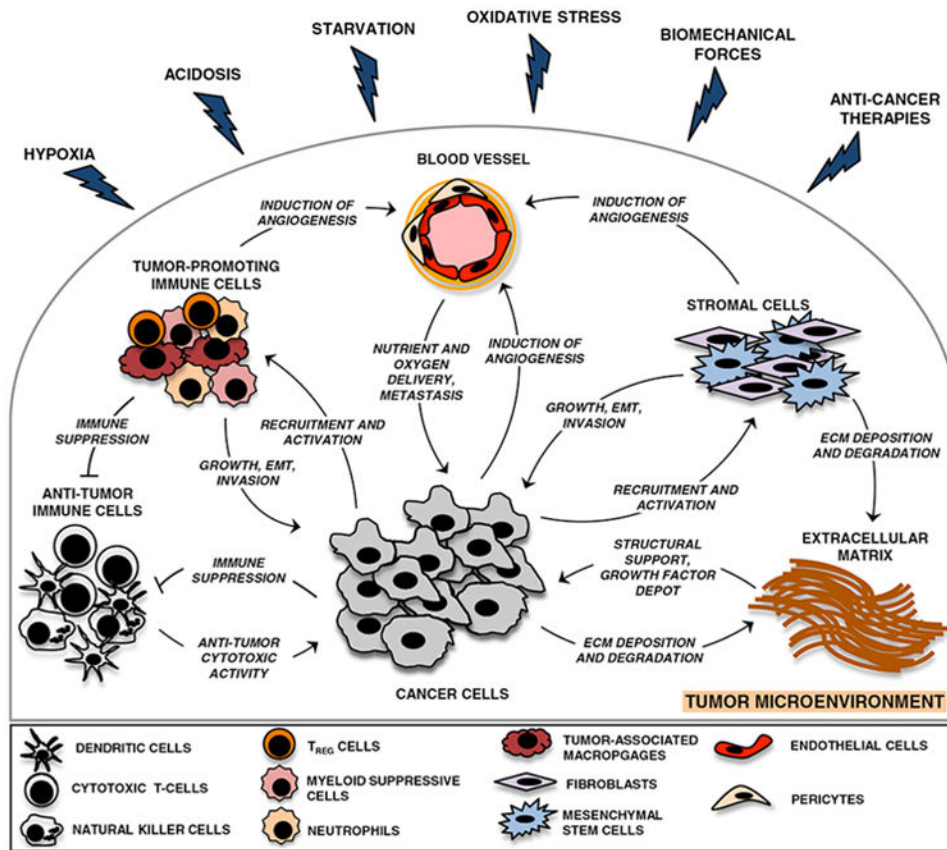 OXIDATIVE STRESS
STARVATION
BIOMECHANICAL
FORCES
ACIDOSIS
ANTI-CANCER
THERAPIES
HYPOXIA
BLOOD VESSEL
INDUCTION OF
ANGIOGENESIS
INDUCTION OF
ANGIOGENESIS
TUMOR-PROMOTING
IMMUNE CELLS
STROMAL CELLS
NUTRIENT AND
OXYGEN
DELIVERY,
METASTASIS
INDUCTION OF
ANGIOGENESIS
IMMUNE
SUPPRESSION
RECRUITMENT AND
ACTIVATION
GROWTH, EMT,
INVASION
GROWTH, EMT,
INVASION
ECM DEPOSITION
AND DEGRADATION
ANTI-TUMOR
IMMUNE CELLS
RECRUITMENT AND
ACTIVATION
EXTRACELLULAR
MATRIX
IMMUNE
SUPPRESSION
STRUCTURAL
SUPPORT,
GROWTH FACTOR
DEPOT
ANTI-TUMOR
CYTOTOXIC
ACTIVITY
ECM DEPOSITION
AND DEGRADATION
CANCER CELLS
TUMOR MICROENVIRONMENT
DENDRITIC CELLS
CYTOTOXIC T-CELLS
NATURAL KILLER CELLS
TREG CELLS
MYELOID SUPPRESSIVE
CELLS
NEUTROPHILS
TUMOR-ASSOCIATED
MACROPGAGES
FIBROBLASTS
MESENCHYMAL
STEM CELLS
ENDOTHELIAL CELLS
PERICYTES